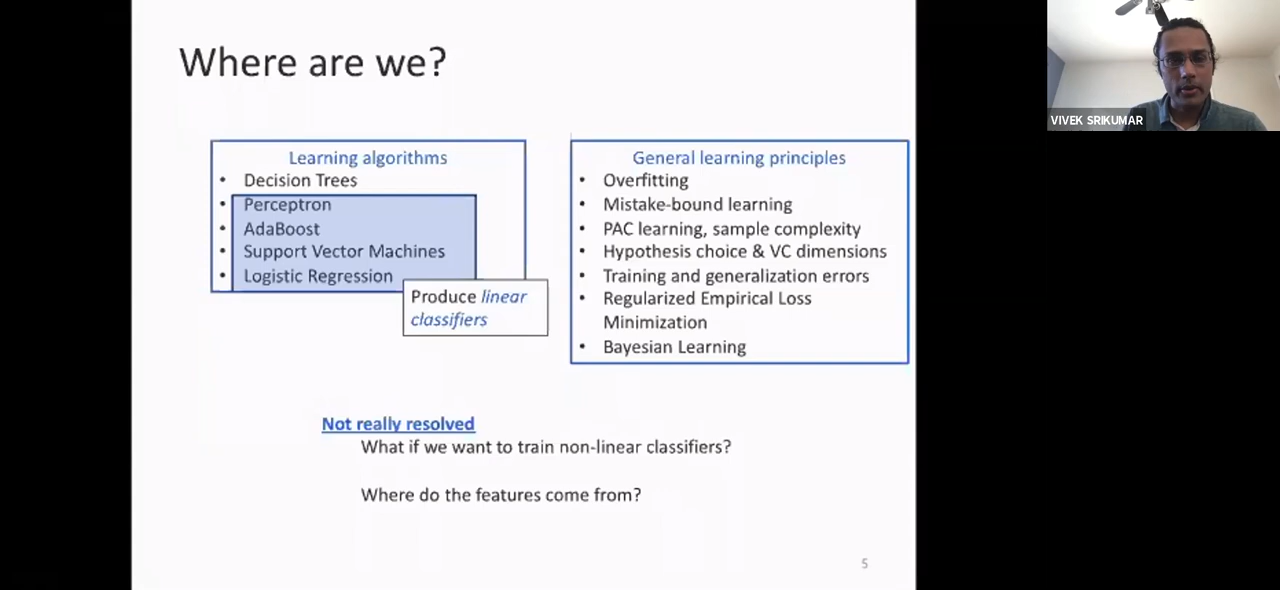 Where are we?
Learning algorithms
• Decision Trees
• Perceptron
• AdaBoost
• Support Vector Machines
• Logistic Regression
Produce linear
classifiers
General learning principles
• Overfitting
• Mistake-bound learning
• PAC learning, sample complexity
• Hypothesis choice & VC dimensions
• Training and generalization errors
• Regularized Empirical Loss
Minimization
• Bayesian Learning
Not really resolved
What if we want to train non-linear classifiers?
Where do the features come from?
5
VIVEK SRIKUMAR